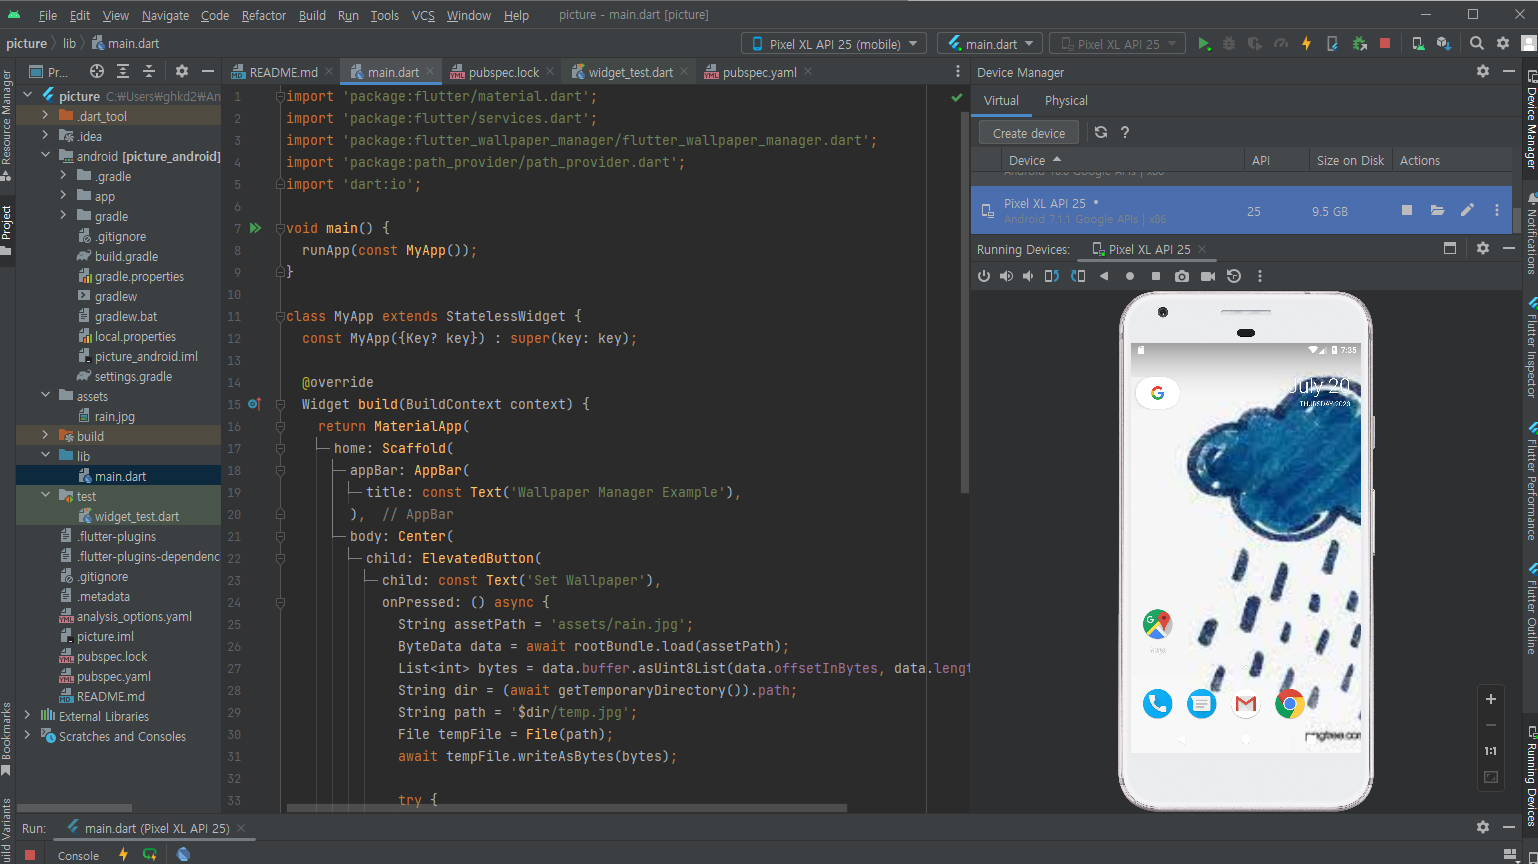 File Edit View Navigate Code Refactor Build Run Tools VCS Window Help picture - main.dart [picture]
picture lib main.dart
Pixel XL API 25 (mobile) main.dart Pixel XL API 25
Resource Manager
Project
Bookmarks
Build Variants
Pr...
picture C:₩Users₩ghkd2₩An
.dart_tool
.idea
android [picture_android]
.gradle
app
gradle
.gitignore
build.gradle
gradle.properties
gradlew
gradlew.bat
local.properties
picture_android.iml
settings.gradle
assets
rain.jpg
build
lib
main.dart
test
widget_test.dart
.flutter-plugins
.flutter-plugins-dependenc
.gitignore
.metadata
analysis_options.yaml
picture.iml
pubspec.lock
pubspec.yaml
README.md
External Libraries
Scratches and Consoles
README.md main.dart pubspec.lock widget_test.dart pubspec.yaml
1 import 'package:flutter/material.dart';
2 import 'package:flutter/services.dart';
3 import 'package:flutter_wallpaper_manager/flutter_wallpaper_manager.dart';
4 import 'package:path_provider/path_provider.dart';
5 import 'dart:io';
6
7 void main() {
8 runApp(const MyApp());
9 }
10
11 class MyApp extends StatelessWidget {
12 const MyApp({Key? key}) : super(key: key);
13
14 @override
15 Widget build(BuildContext context) {
16 return MaterialApp(
17 home: Scaffold(
18 appBar: AppBar(
19 title: const Text('Wallpaper Manager Example'),
20 ), // AppBar
21 body: Center(
22 child: ElevatedButton(
23 child: const Text('Set Wallpaper'),
24 onPressed: () async {
25 String assetPath = 'assets/rain.jpg';
26 ByteData data = await rootBundle.load(assetPath);
27 List<int> bytes = data.buffer.asUint8List(data.offsetInBytes, data.lengt
28 String dir = (await getTemporaryDirectory()).path;
29 String path = '$dir/temp.jpg';
30 File tempFile = File(path);
31 await tempFile.writeAsBytes(bytes);
32
33 try {
Device Manager
Virtual Physical
Create device ?
Device API Size on Disk Actions
Pixel XL API 25 25 9.5 GB
Android 7.1.1 Google APIs | x86
Running Devices: Pixel XL API 25
7:35
G
July 20
THURSDAY, 2023
pngtree.com
1:1
Device Manager
Notifications
Flutter Inspector
Flutter Performance
Flutter Outline
Running Devices
Run: main.dart (Pixel XL API 25)
Console